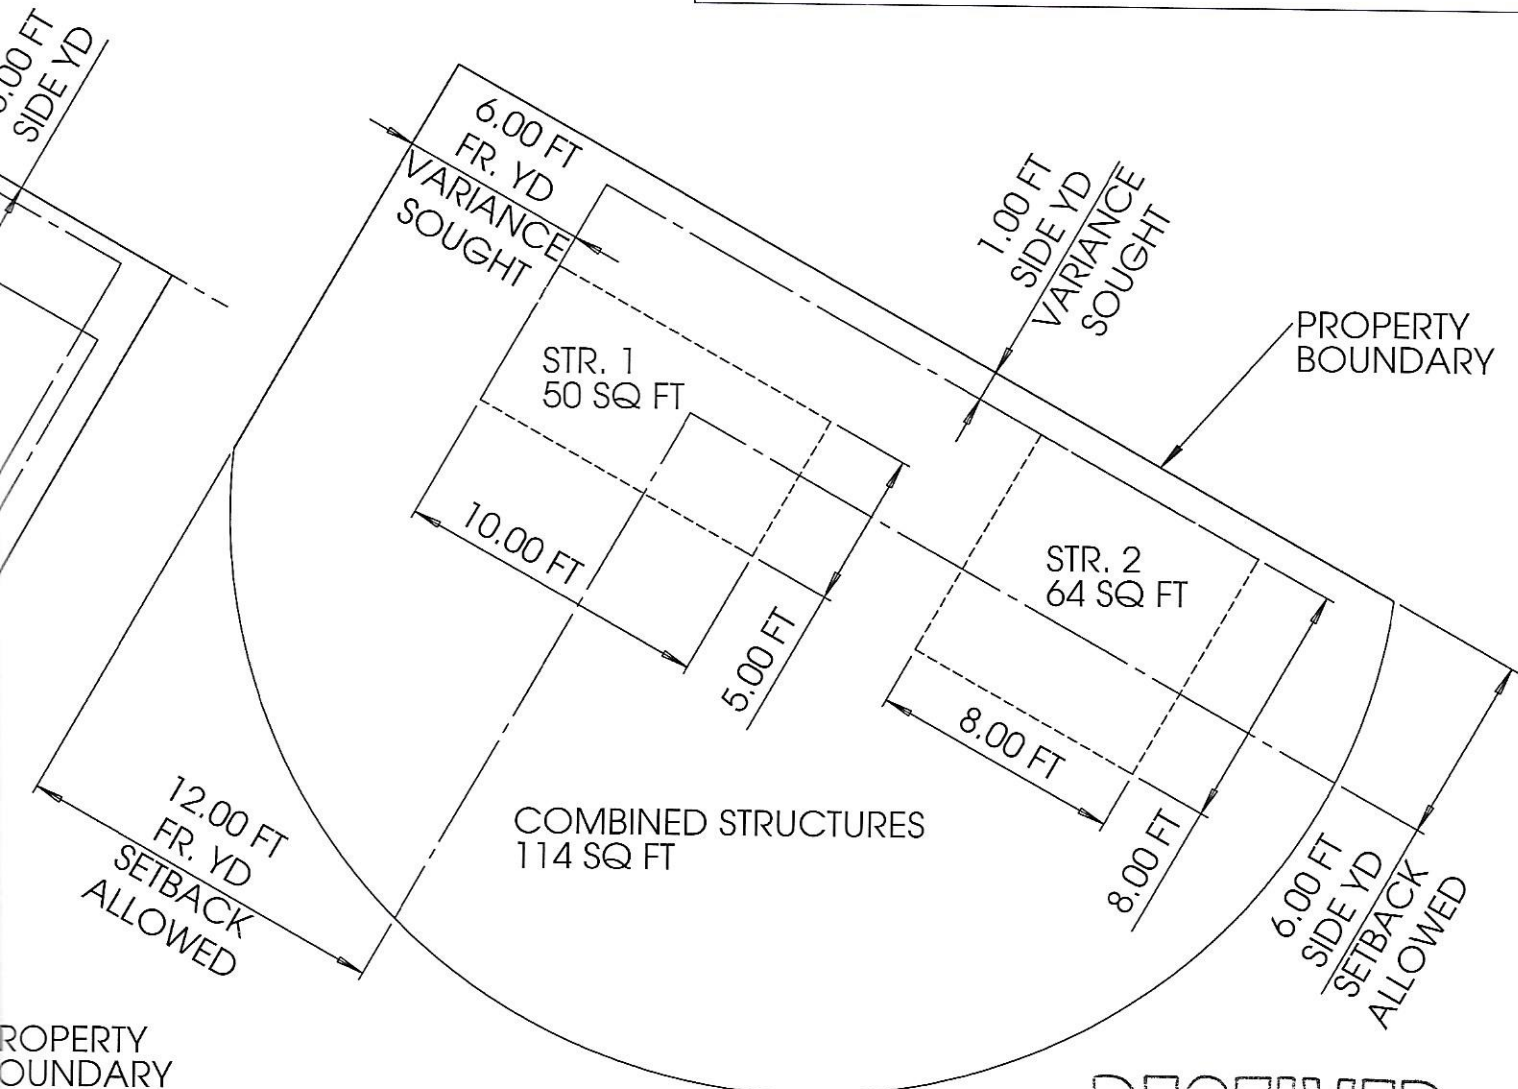 SIDE YD
6.00 FT
FR. YD
VARIANCE
SOUGHT
1.00 FT
SIDE YD
VARIANCE
SOUGHT
PROPERTY
BOUNDARY
STR. 1
50 SQ FT
10.00 FT
5.00 FT
STR. 2
64 SQ FT
8.00 FT
8.00 FT
12.00 FT
FR. YD
SETBACK
ALLOWED
COMBINED STRUCTURES
114 SQ FT
6.00 FT
SIDE YD
SETBACK
ALLOWED
ROPERTY
OUNDARY